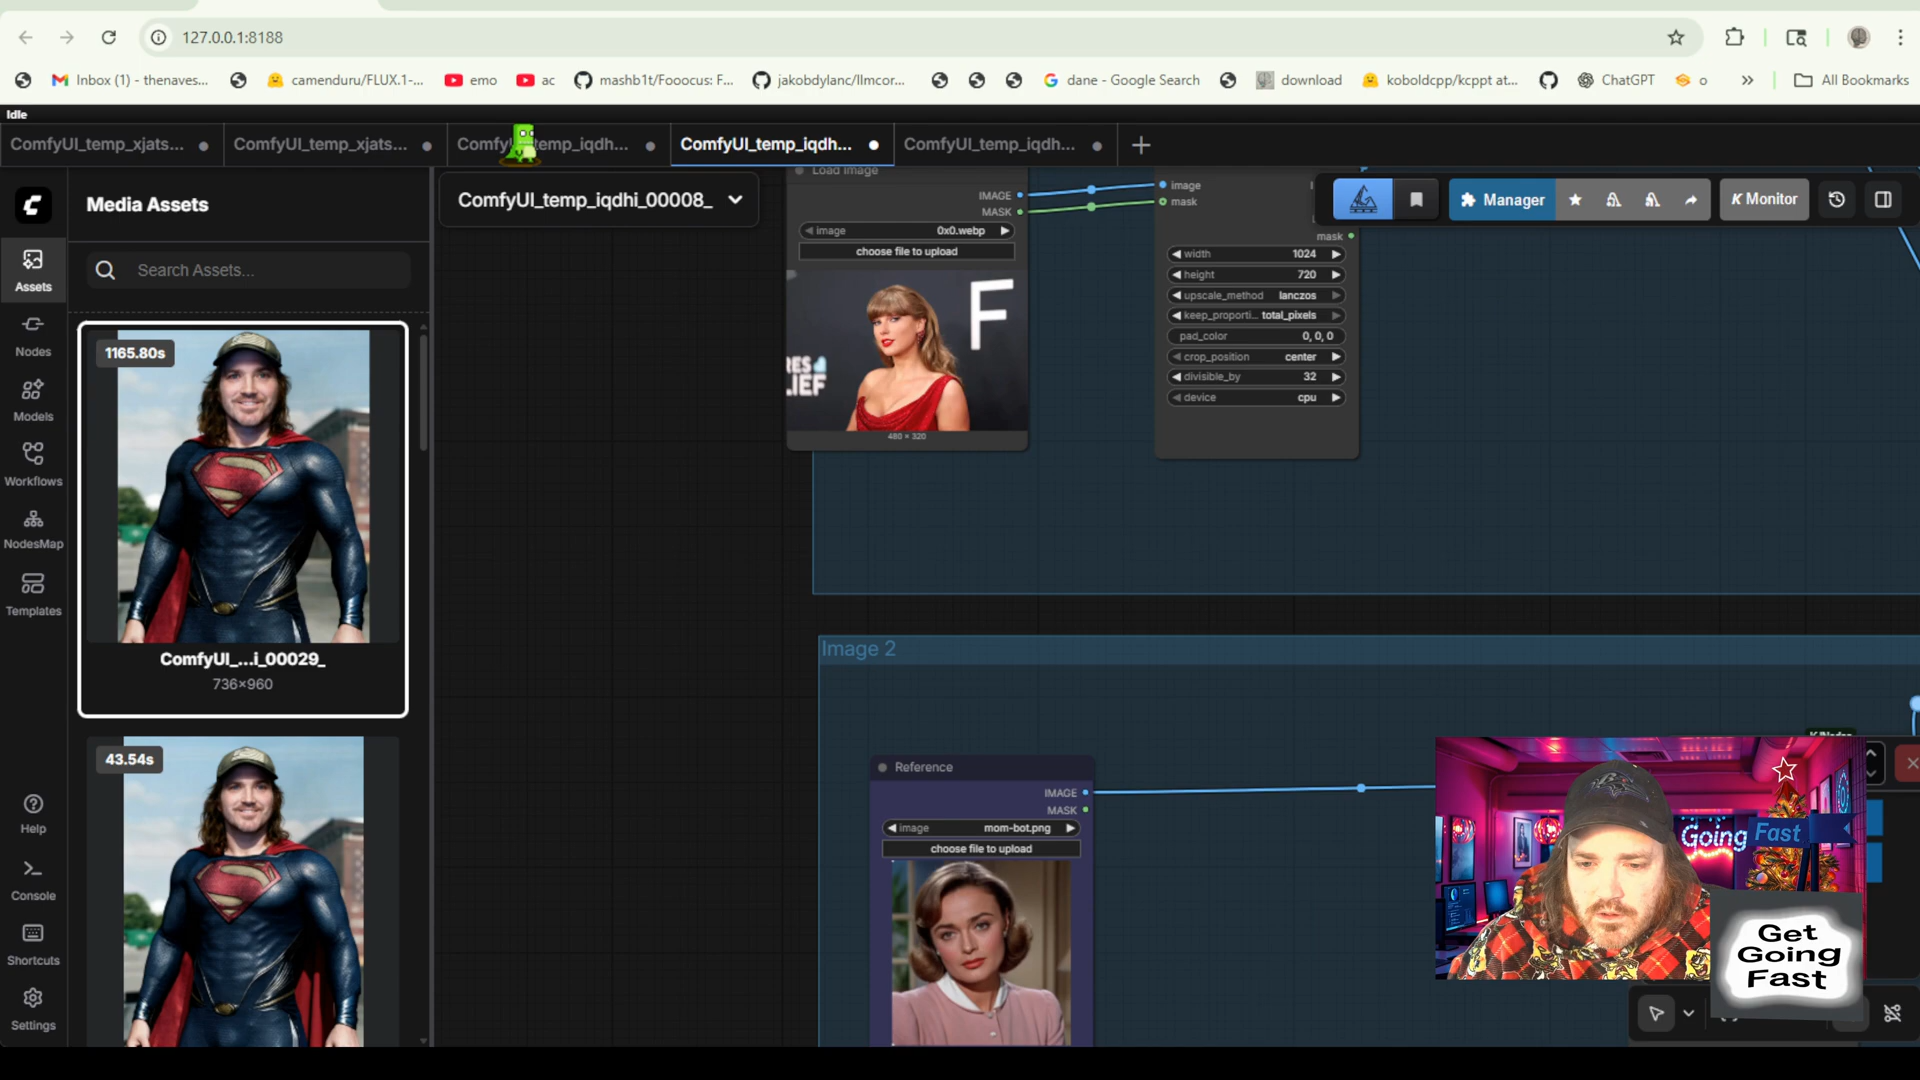 127.0.0.1:8188
Inbox (1) - thenaves...
camenduru/FLUX.1-...
emo
ac
mashb1t/Fooocus: F...
jakobdylanc/llmcor...
dane - Google Search
download
koboldcpp/kcppt at...
ChatGPT
o
All Bookmarks
Idle
ComfyUI_temp_xjats...
ComfyUI_temp_xjats...
Comfy
emp_iqdh...
ComfyUI_temp_iqdh...
ComfyUI_temp_iqdh...
Media Assets
Search Assets...
Assets
Nodes
Models
Workflows
NodesMap
Templates
Help
Console
Shortcuts
Settings
1165.80s
ComfyUI_...i_00029_
736×960
43.54s
ComfyUI_temp_iqdhi_00008_
Manager
K Monitor
Load Image
IMAGE
MASK
image 0x0.webp
choose file to upload
F
RES
LIEF
480 × 320
image
mask
mask
width 1024
height 720
upscale_method lanczos
keep_proporti... total_pixels
pad_color 0, 0, 0
crop_position center
divisible_by 32
device cpu
Image 2
Reference
IMAGE
MASK
image mom-bot.png
choose file to upload
Going Fast
Get
Going
Fast